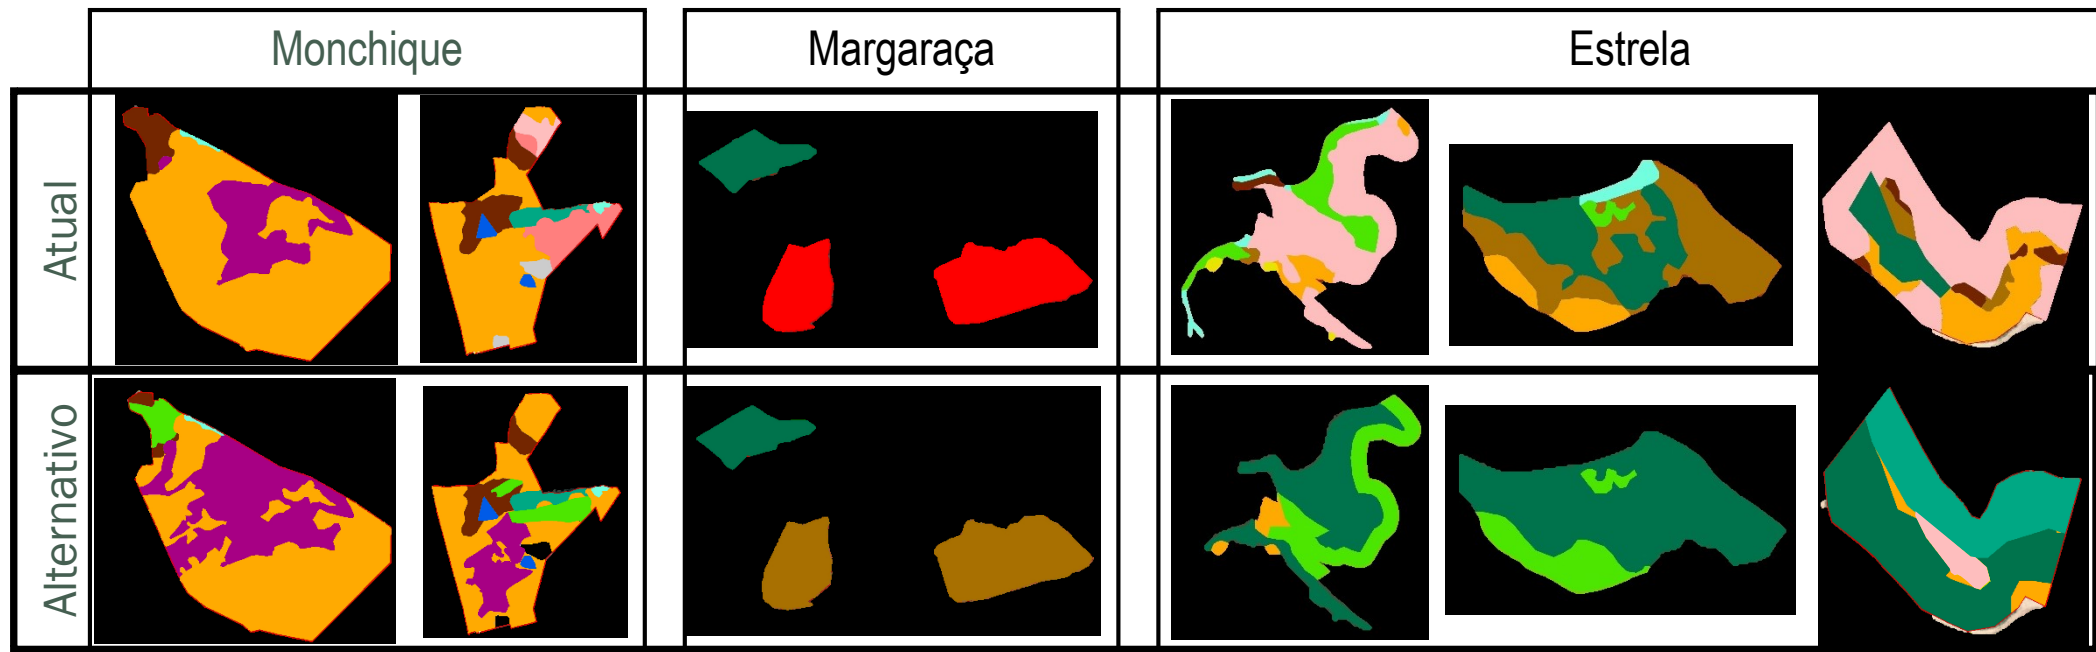 Monchique
Margaraça
Estrela
Atual
Alternativo